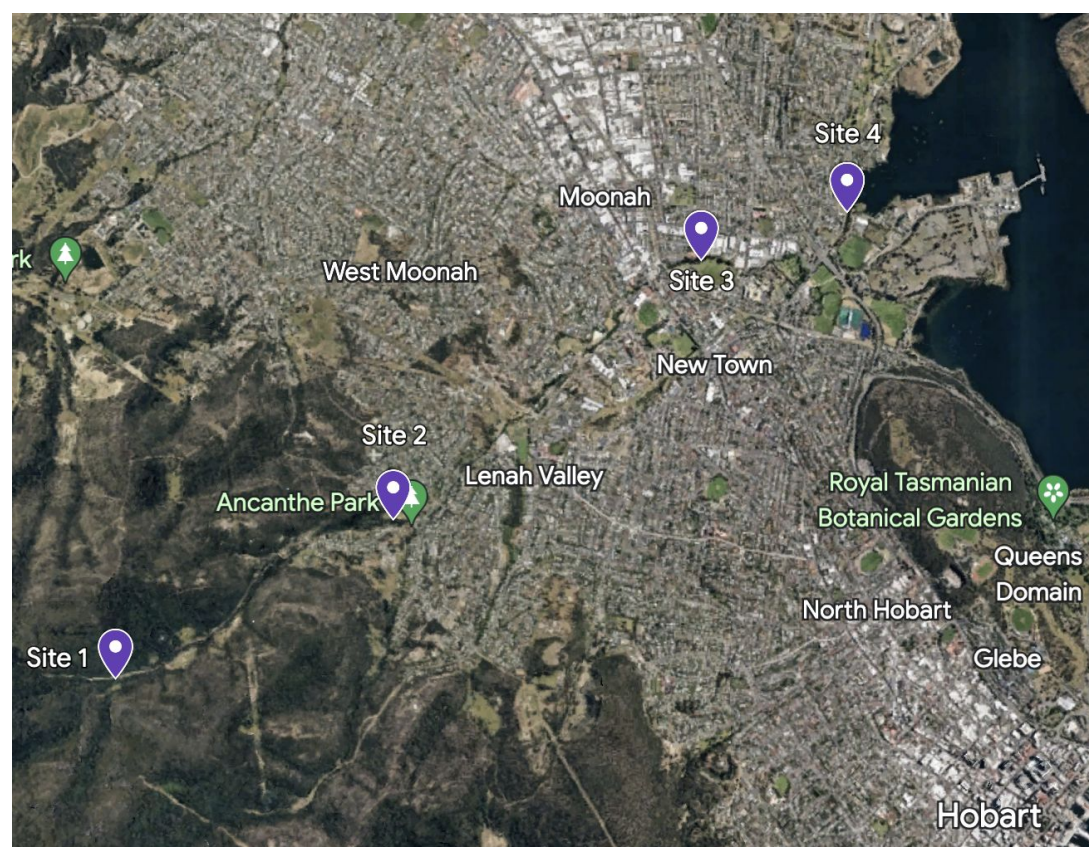 Site 4
Moonah
rk
West Moonah
Site 3
New Town
Site 2
Lenah Valley
Ancanthe Park
Royal Tasmanian
Botanical Gardens
Queens
Domain
North Hobart
Site 1
Glebe
Hobart